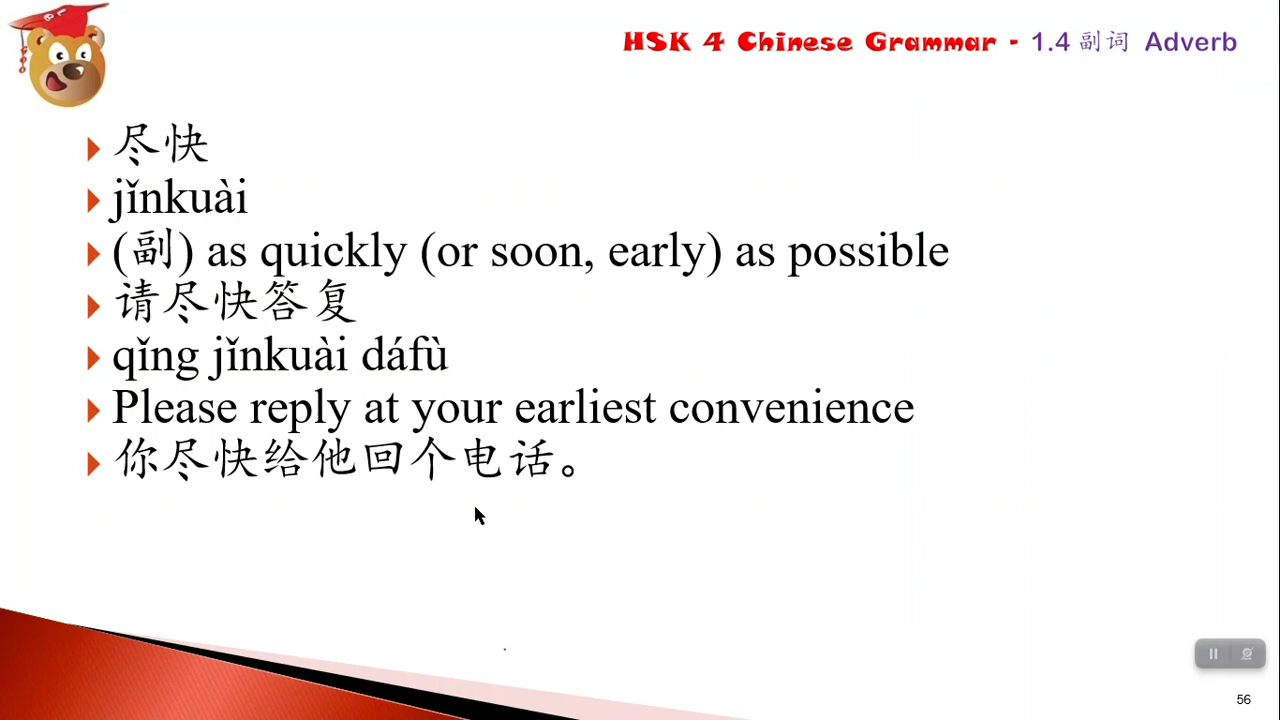 HSK 4 Chinese Grammar - 1.4 副词 Adverb
尽快
jǐnkuài
(副) as quickly (or soon, early) as possible
请尽快答复
qǐng jǐnkuài dáfù
Please reply at your earliest convenience
你尽快给他回个电话。
56